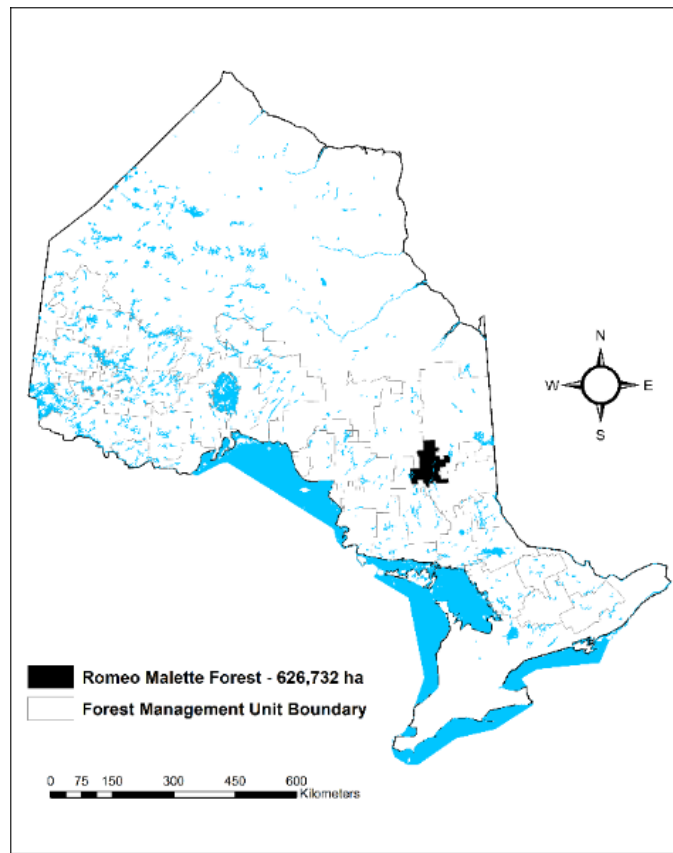 N
W E
S
Romeo Malette Forest - 626,732 ha
Forest Management Unit Boundary
0 75 150 300 450 600
Kilometers